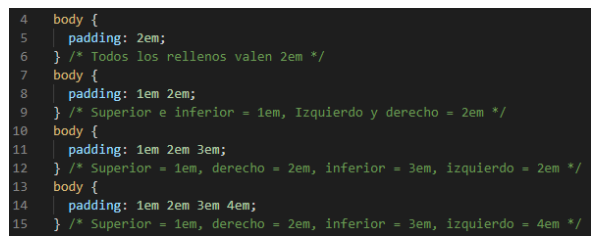 4 body {
5 padding: 2em;
6 } /* Todos los rellenos valen 2em */
7 body {
8 padding: 1em 2em;
9 } /* Superior e inferior = 1em, Izquierdo y derecho = 2em */
10 body {
11 padding: 1em 2em 3em;
12 } /* Superior = 1em, derecho = 2em, inferior = 3em, izquierdo = 2em */
13 body {
14 padding: 1em 2em 3em 4em;
15 } /* Superior = 1em, derecho = 2em, inferior = 3em, izquierdo = 4em */